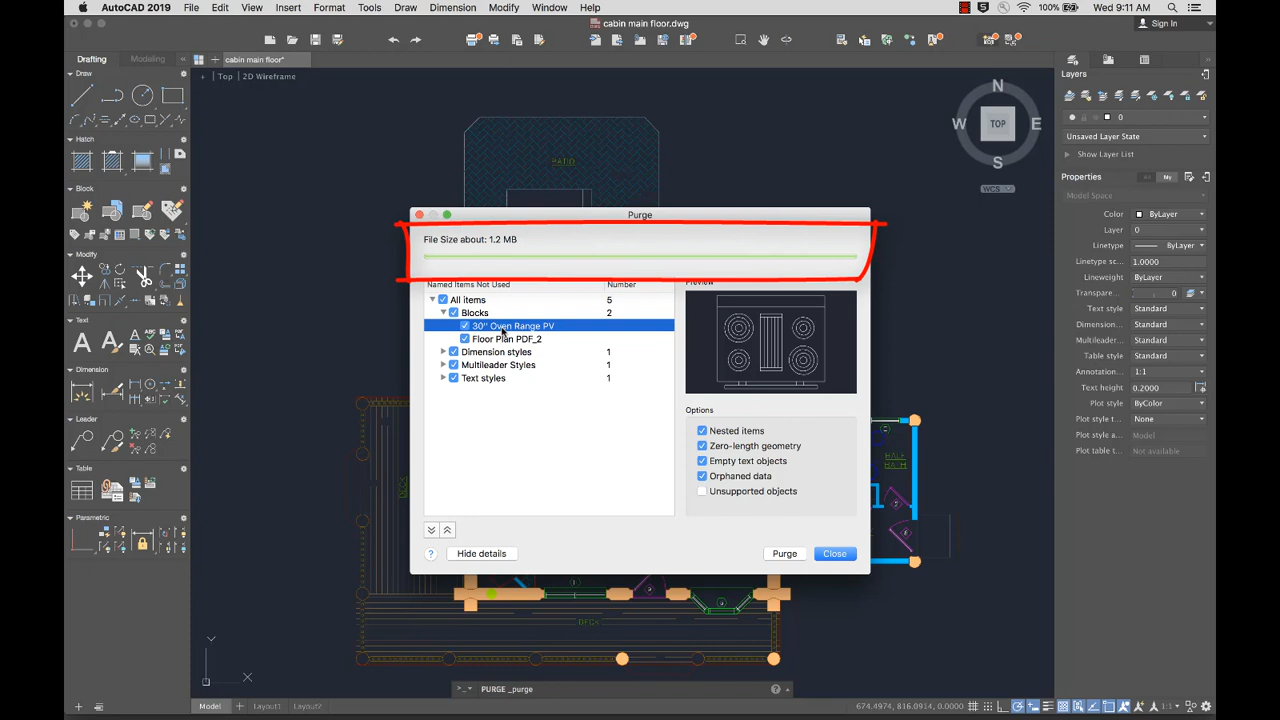 AutoCAD 2019 File Edit View Insert Format Tools Draw Dimension Modify Window Help 100% Wed 9:11 AM
cabin main floor.dwg Sign In
Drafting Modeling cabin main floor*
Draw
+ Top 2D Wireframe
Hatch
Block
Modify
Text
Dimension
Leader
Table
Parametric
N
W TOP E
S
WCS
PATIO
DECK
HALF
BATH
DECK
Purge
File Size about: 1.2 MB
Named Items Not Used Number
All items 5
Blocks 2
30'' Oven Range PV
Floor Plan PDF_2
Dimension styles 1
Multileader Styles 1
Text styles 1
Preview
Options
Nested items
Zero-length geometry
Empty text objects
Orphaned data
Unsupported objects
? Hide details Purge Close
Layers
0
Unsaved Layer State
Show Layer List
Properties My
Model Space
Color ByLayer
Layer 0
Linetype ByLayer
Linetype sc... 1.0000
Lineweight ByLayer
Transpare... 0
Text style Standard
Dimension... Standard
Multileader... Standard
Table style Standard
Annotation... 1:1
Text height 0.2000
Plot style ByColor
Plot style t... None
Plot style a... Model
Plot table t... Not available
>_ PURGE _purge ?
Model + Layout1 Layout2 674.4974, 816.0914, 0.0000 1:1